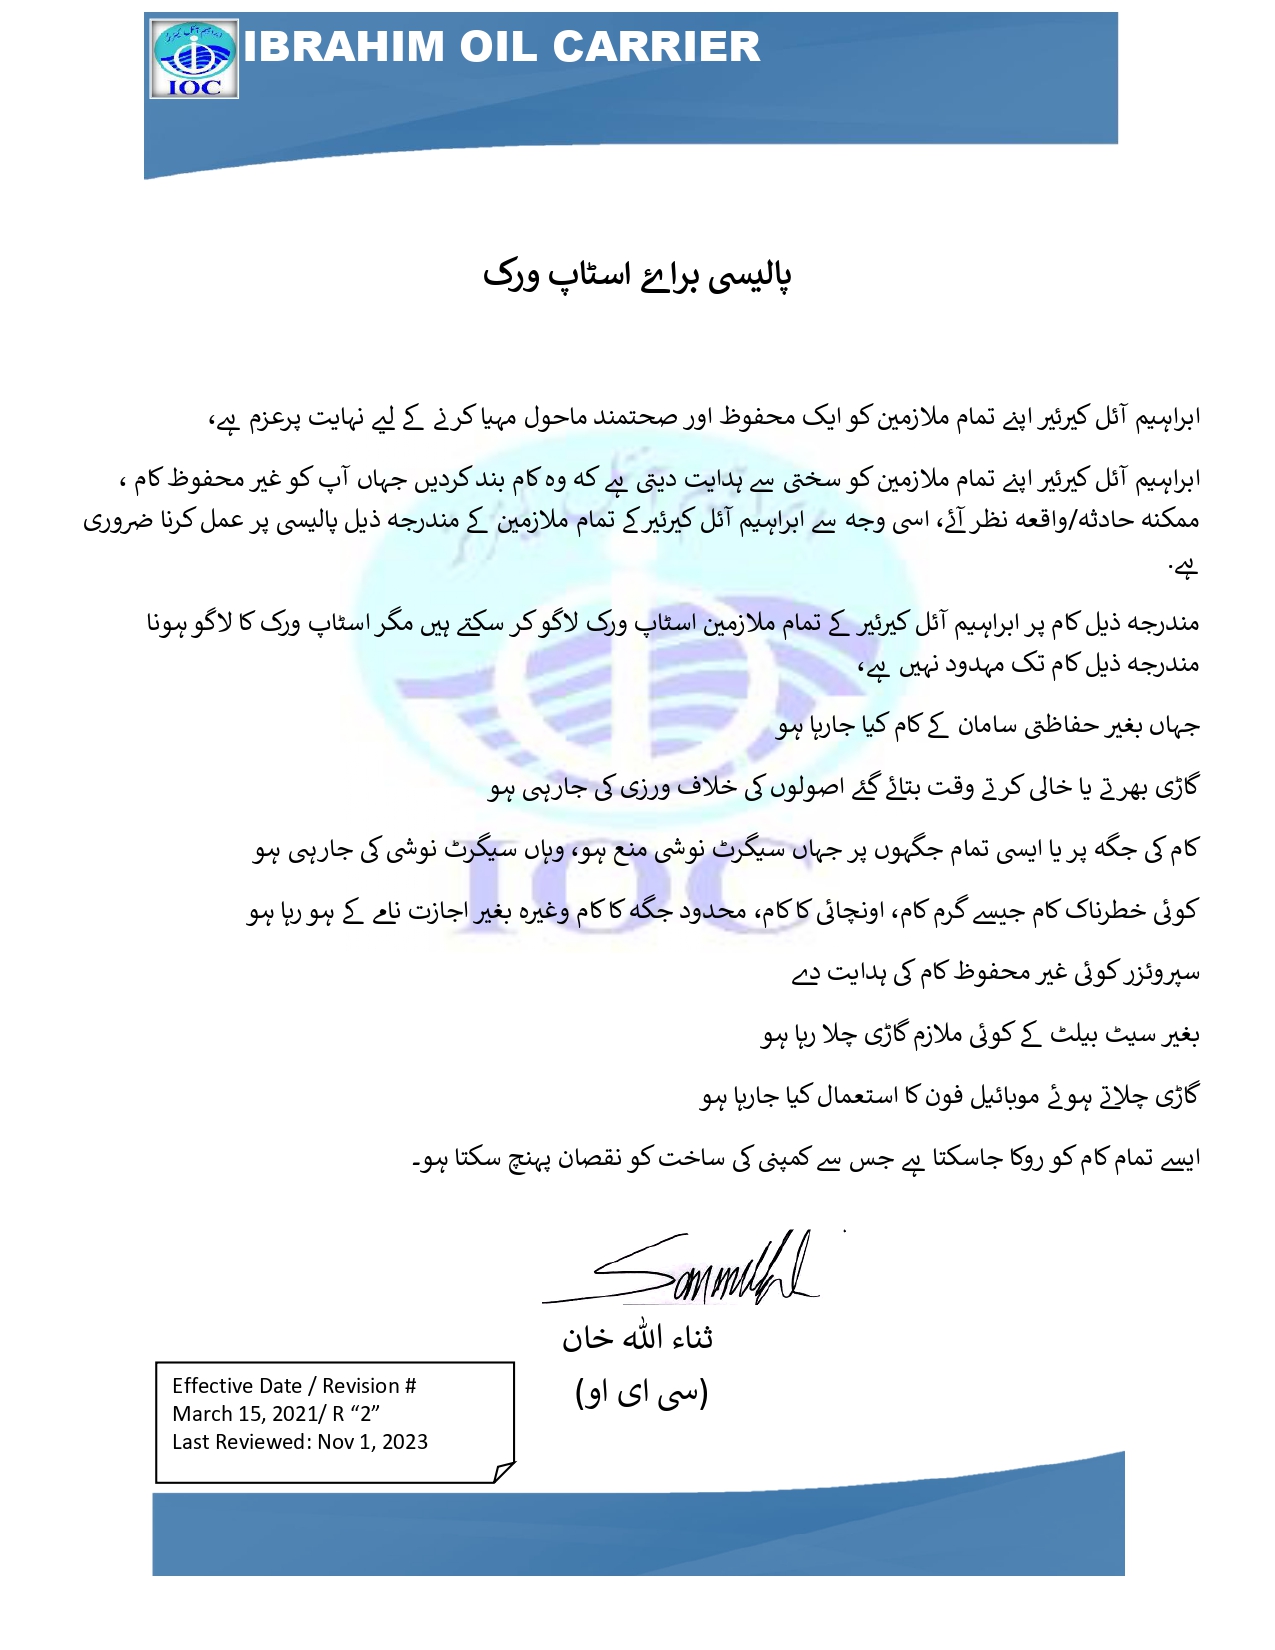 IBRAHIM OIL CARRIER
IOC
پالیسی برائے اسٹاپ ورک
ابراہیم آئل کیرئیر اپنے تمام ملازمین کو ایک محفوظ اور صحتمند ماحول مہیا کرنے کے لیے نہایت پرعزم ہے،
ابراہیم آئل کیرئیر اپنے تمام ملازمین کو سختی سے ہدایت دیتی ہے که وہ کام بند کردیں جہاں آپ کو غیر محفوظ کام ،
ممکنه حادثه/واقعه نظر آئے، اسی وجه سے ابراہیم آئل کیرئیر کے تمام ملازمین کے مندرجه ذیل پالیسی پر عمل کرنا ضروری
ہے.
مندرجه ذیل کام پر ابراہیم آئل کیرئیر کے تمام ملازمین اسٹاپ ورک لاگو کر سکتے ہیں مگر اسٹاپ ورک کا لاگو ہونا
مندرجه ذیل کام تک مہدود نہیں ہے،
جہاں بغیر حفاظتی سامان کے کام کیا جارہا ہو
گاڑی بھرتے یا خالی کرتے وقت بتائے گئے اصولوں کی خلاف ورزی کی جارہی ہو
کام کی جگه پر یا ایسی تمام جگہوں پر جہاں سیگرٹ نوشی منع ہو، وہاں سیگرٹ نوشی کی جارہی ہو
کوئی خطرناک کام جیسے گرم کام، اونچائی کا کام، محدود جگه کا کام وغیرہ بغیر اجازت نامے کے ہو رہا ہو
سپروئزر کوئی غیر محفوظ کام کی ہدایت دے
بغیر سیٹ بیلٹ کے کوئی ملازم گاڑی چلا رہا ہو
گاڑی چلاتے ہوئے موبائیل فون کا استعمال کیا جارہا ہو
ایسے تمام کام کو روکا جاسکتا ہے جس سے کمپنی کی ساخت کو نقصان پہنچ سکتا ہو۔
ثناء اللہ خان
(سی ای او)
Effective Date / Revision #
March 15, 2021/ R “2”
Last Reviewed: Nov 1, 2023
IOC